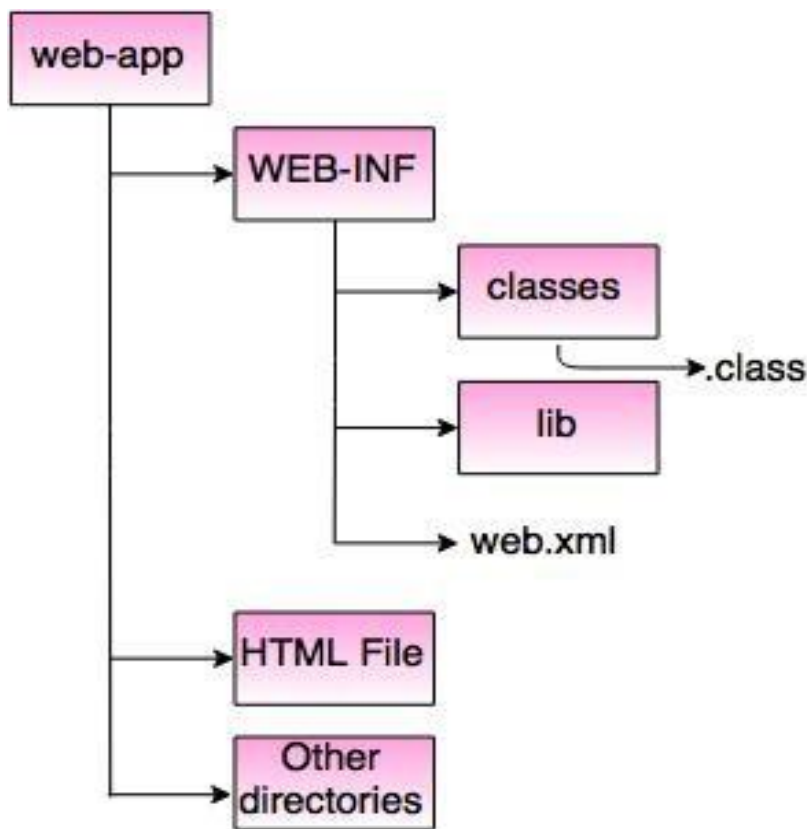 web-app
WEB-INF
classes
.class
lib
web.xml
HTML File
Other
directories